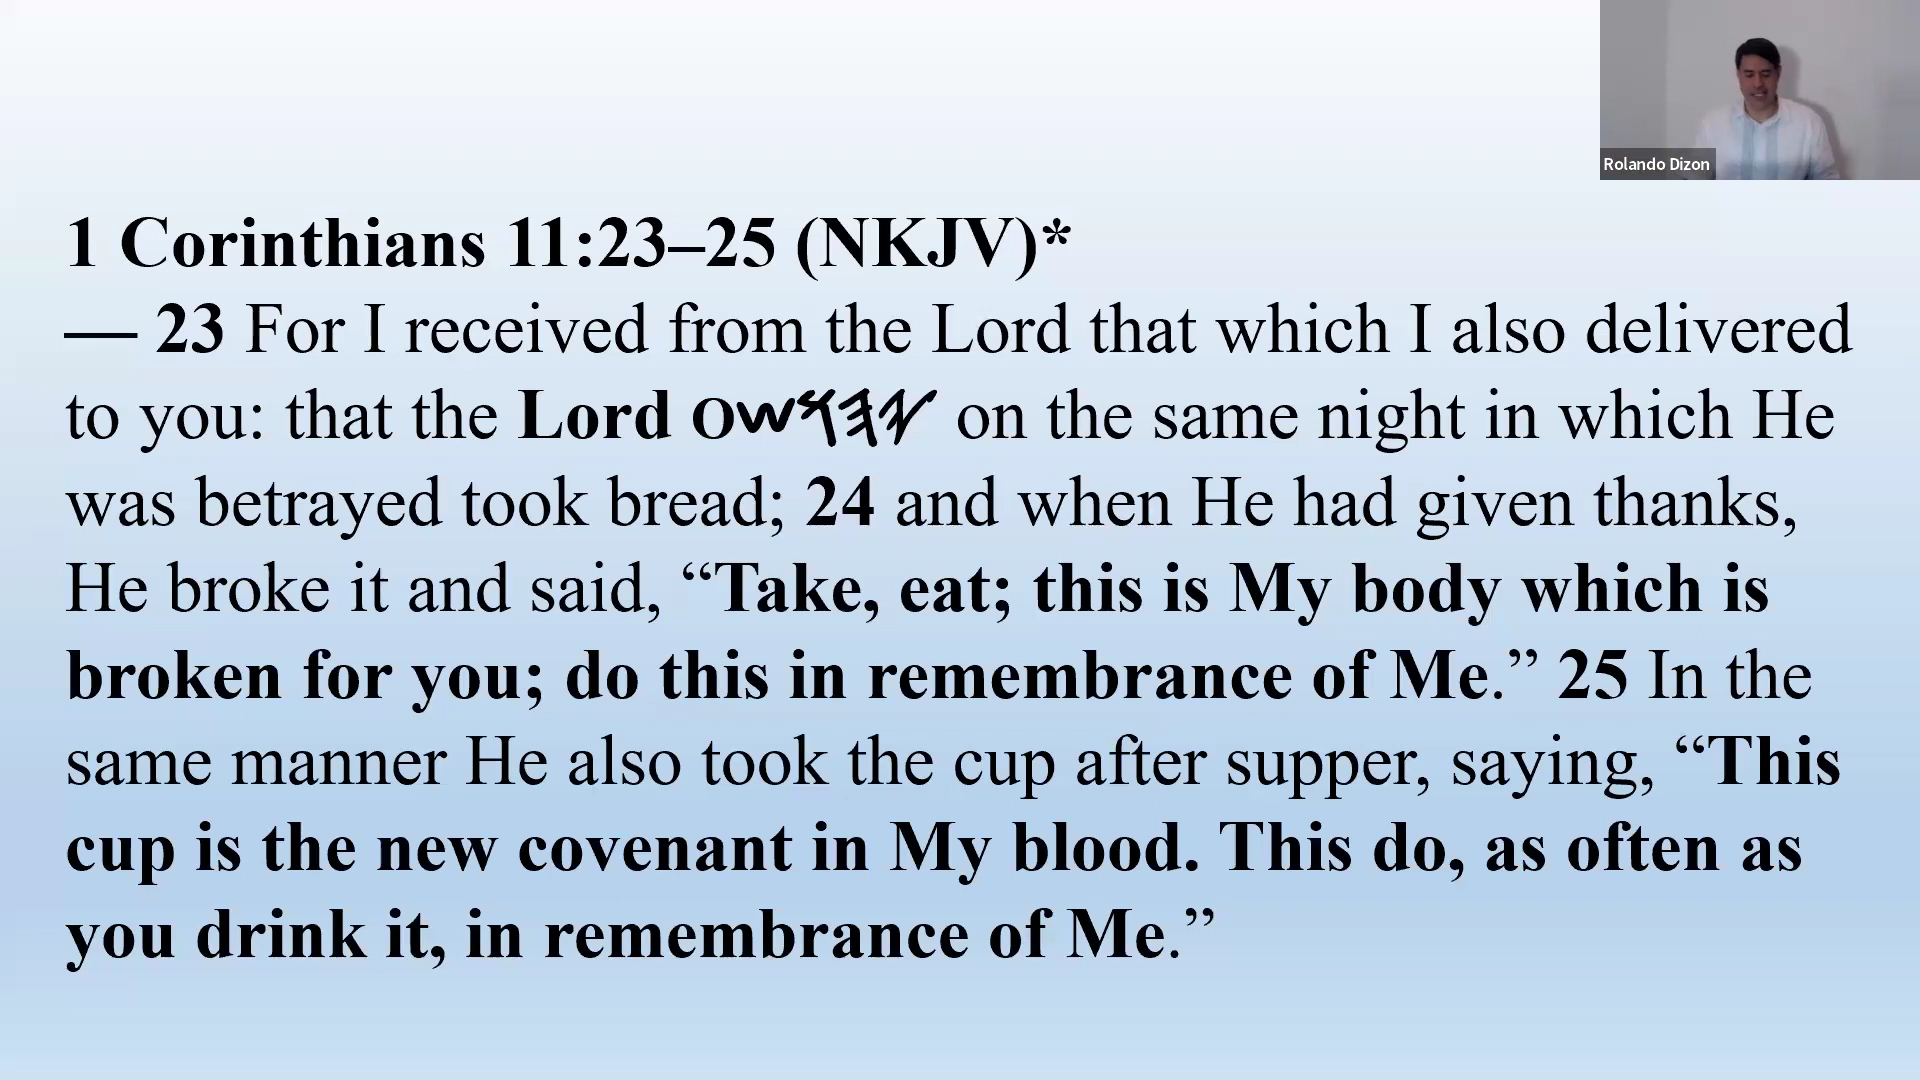 Rolando Dizon
1 Corinthians 11:23–25 (NKJV)*
— 23 For I received from the Lord that which I also delivered
to you: that the Lord 𐤉𐤄𐤅𐤔𐤏 on the same night in which He
was betrayed took bread; 24 and when He had given thanks,
He broke it and said, “Take, eat; this is My body which is
broken for you; do this in remembrance of Me.” 25 In the
same manner He also took the cup after supper, saying, “This
cup is the new covenant in My blood. This do, as often as
you drink it, in remembrance of Me.”